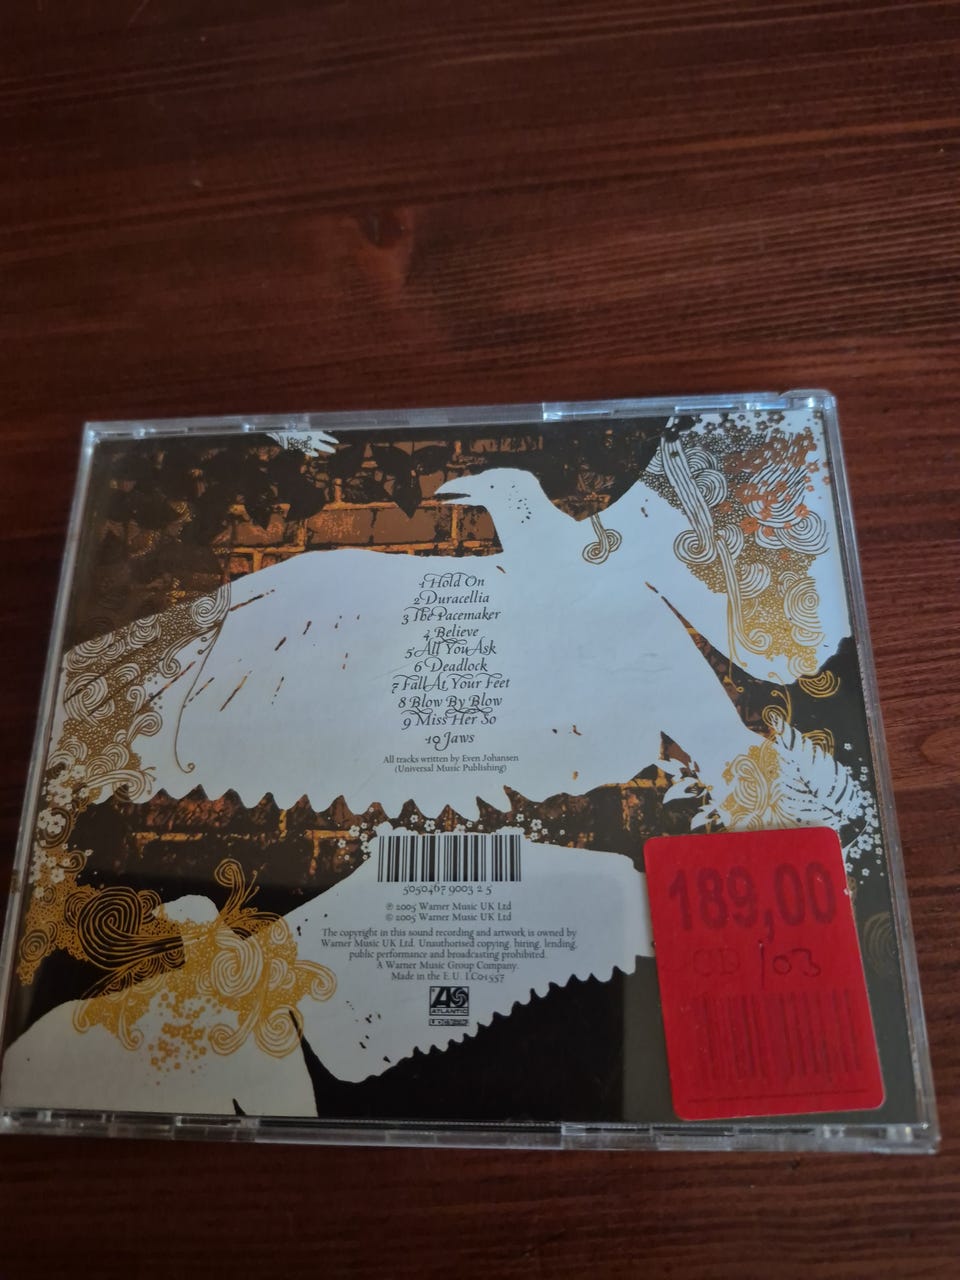 1 Hold On
2 Duracellia
3 The Pacemaker
4 Believe
5 All You Ask
6 Deadlock
7 Fall At Your Feet
8 Blow By Blow
9 Miss Her So
10 Jaws
All tracks written by Even Johansen
(Universal Music Publishing)
5050467 9003 2 5
℗ 2005 Warner Music UK Ltd
© 2005 Warner Music UK Ltd
The copyright in this sound recording and artwork is owned by
Warner Music UK Ltd. Unauthorised copying, hiring, lending,
public performance and broadcasting prohibited.
A Warner Music Group Company.
Made in the E.U. LC01557
ATLANTIC
189,00
/03